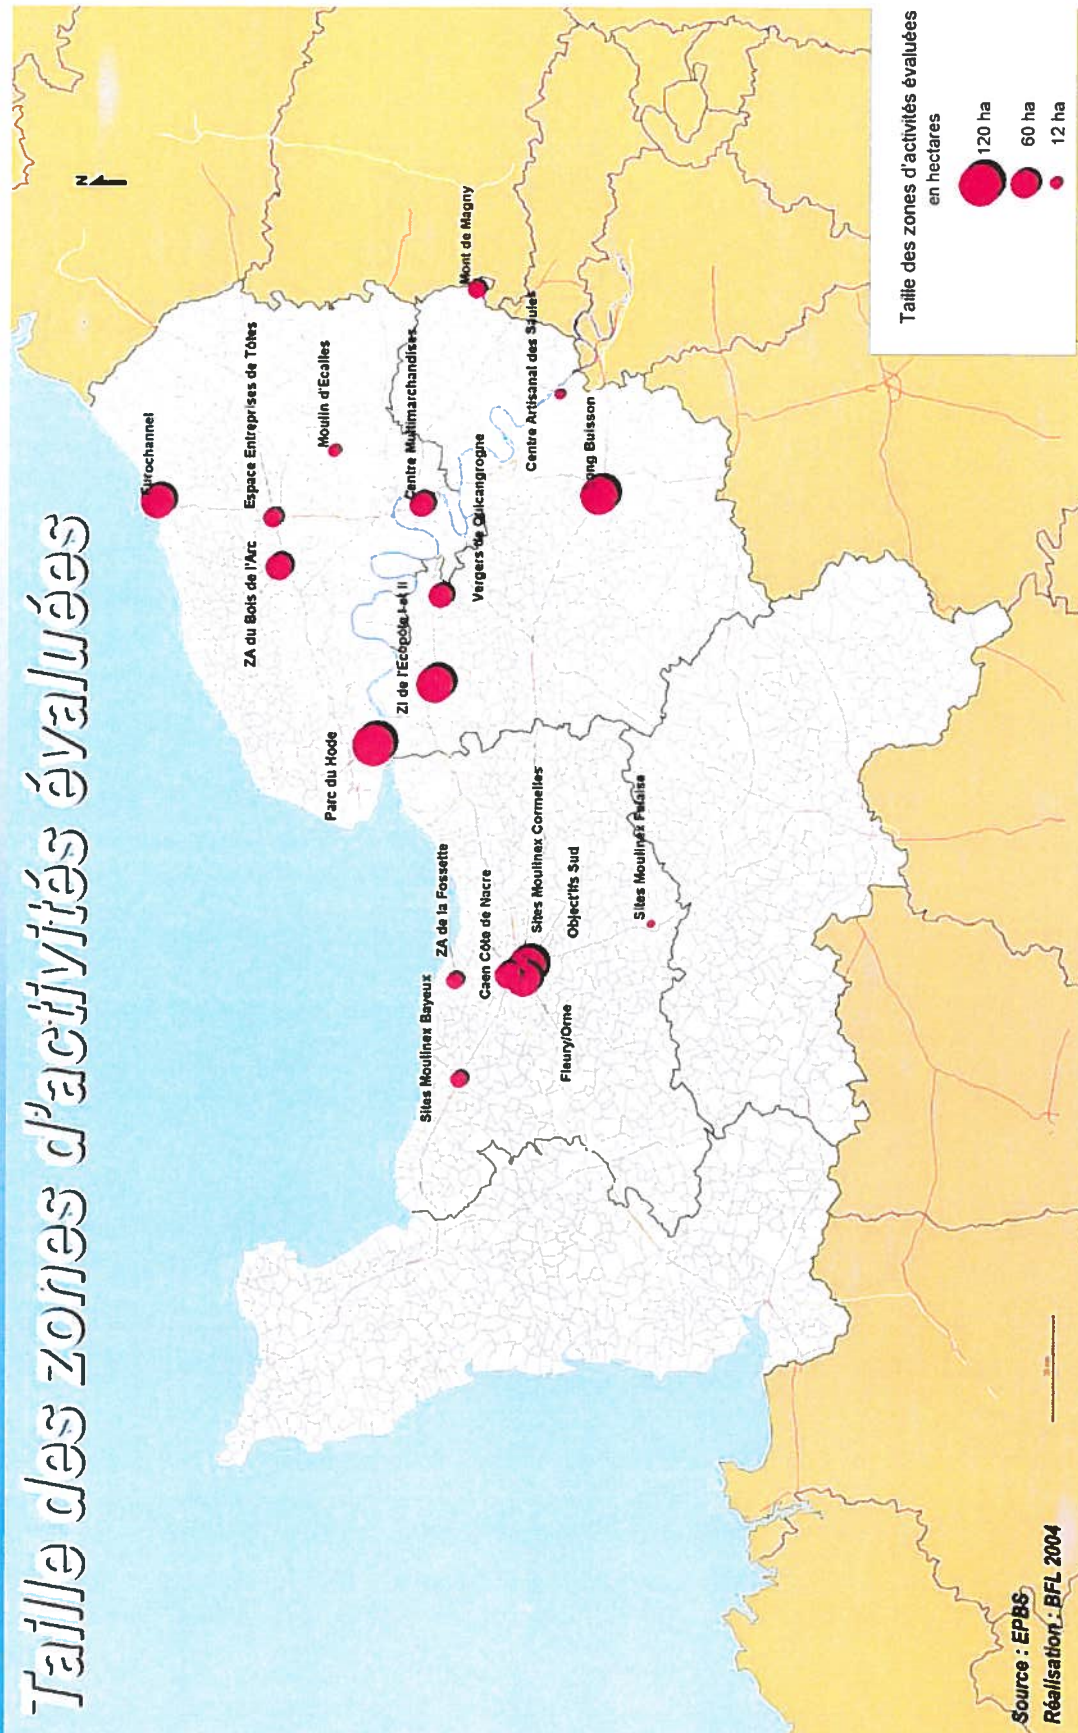 Taille des zones d'activités évaluées
N
Eurochannel
ZA du Bois de l'Arc
Espace Entreprises de Tôtes
Moulin d'Ecalles
Parc du Hode
ZI de l'Ecopôle I et II
Centre Multimarchandises
Mont de Magny
Vergers de Quicangrogne
Centre Artisanal des Saules
Long Buisson
Sites Moulinex Bayeux
ZA de la Fossette
Caen Côte de Nacre
Sites Moulinex Cormelles
Object'ifs Sud
Fleury/Orne
Sites Moulinex Falaise
Taille des zones d'activités évaluées
en hectares
120 ha
60 ha
12 ha
Source : EPBS
Réalisation : BFL 2004